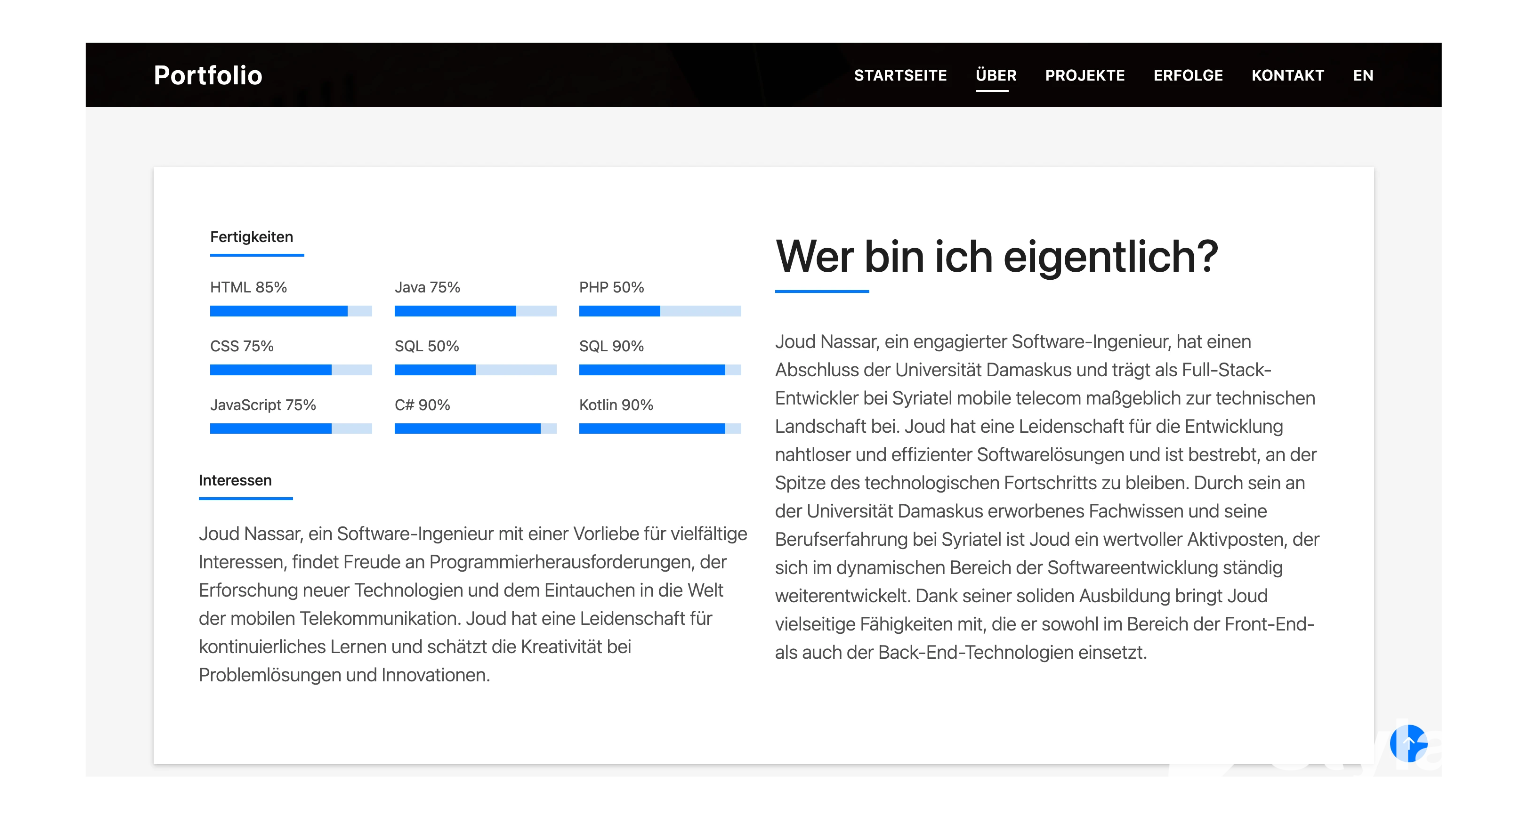 Portfolio
STARTSEITE ÜBER PROJEKTE ERFOLGE KONTAKT EN
Fertigkeiten
HTML 85% Java 75% PHP 50%
CSS 75% SQL 50% SQL 90%
JavaScript 75% C# 90% Kotlin 90%
Interessen
Joud Nassar, ein Software-Ingenieur mit einer Vorliebe für vielfältige
Interessen, findet Freude an Programmierherausforderungen, der
Erforschung neuer Technologien und dem Eintauchen in die Welt
der mobilen Telekommunikation. Joud hat eine Leidenschaft für
kontinuierliches Lernen und schätzt die Kreativität bei
Problemlösungen und Innovationen.
Wer bin ich eigentlich?
Joud Nassar, ein engagierter Software-Ingenieur, hat einen
Abschluss der Universität Damaskus und trägt als Full-Stack-
Entwickler bei Syriatel mobile telecom maßgeblich zur technischen
Landschaft bei. Joud hat eine Leidenschaft für die Entwicklung
nahtloser und effizienter Softwarelösungen und ist bestrebt, an der
Spitze des technologischen Fortschritts zu bleiben. Durch sein an
der Universität Damaskus erworbenes Fachwissen und seine
Berufserfahrung bei Syriatel ist Joud ein wertvoller Aktivposten, der
sich im dynamischen Bereich der Softwareentwicklung ständig
weiterentwickelt. Dank seiner soliden Ausbildung bringt Joud
vielseitige Fähigkeiten mit, die er sowohl im Bereich der Front-End-
als auch der Back-End-Technologien einsetzt.